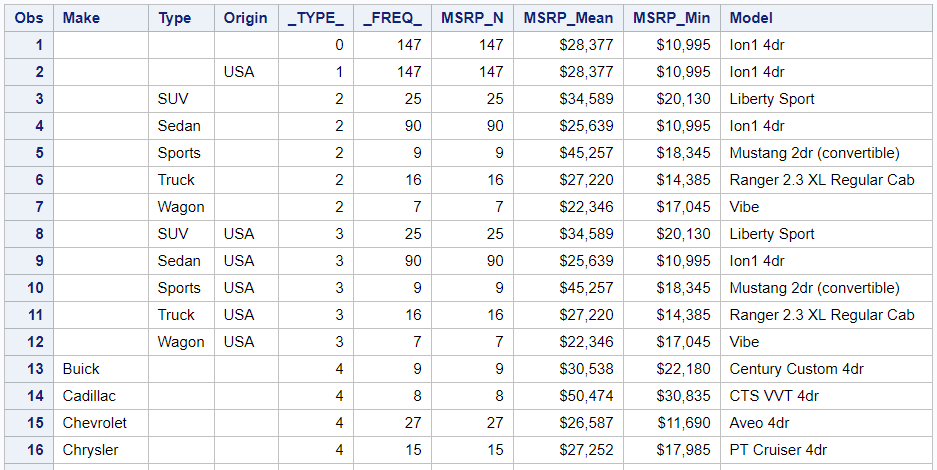 Obs Make Type Origin _TYPE_ _FREQ_ MSRP_N MSRP_Mean MSRP_Min Model
1 0 147 147 $28,377 $10,995 Ion1 4dr
2 USA 1 147 147 $28,377 $10,995 Ion1 4dr
3 SUV 2 25 25 $34,589 $20,130 Liberty Sport
4 Sedan 2 90 90 $25,639 $10,995 Ion1 4dr
5 Sports 2 9 9 $45,257 $18,345 Mustang 2dr (convertible)
6 Truck 2 16 16 $27,220 $14,385 Ranger 2.3 XL Regular Cab
7 Wagon 2 7 7 $22,346 $17,045 Vibe
8 SUV USA 3 25 25 $34,589 $20,130 Liberty Sport
9 Sedan USA 3 90 90 $25,639 $10,995 Ion1 4dr
10 Sports USA 3 9 9 $45,257 $18,345 Mustang 2dr (convertible)
11 Truck USA 3 16 16 $27,220 $14,385 Ranger 2.3 XL Regular Cab
12 Wagon USA 3 7 7 $22,346 $17,045 Vibe
13 Buick 4 9 9 $30,538 $22,180 Century Custom 4dr
14 Cadillac 4 8 8 $50,474 $30,835 CTS VVT 4dr
15 Chevrolet 4 27 27 $26,587 $11,690 Aveo 4dr
16 Chrysler 4 15 15 $27,252 $17,985 PT Cruiser 4dr